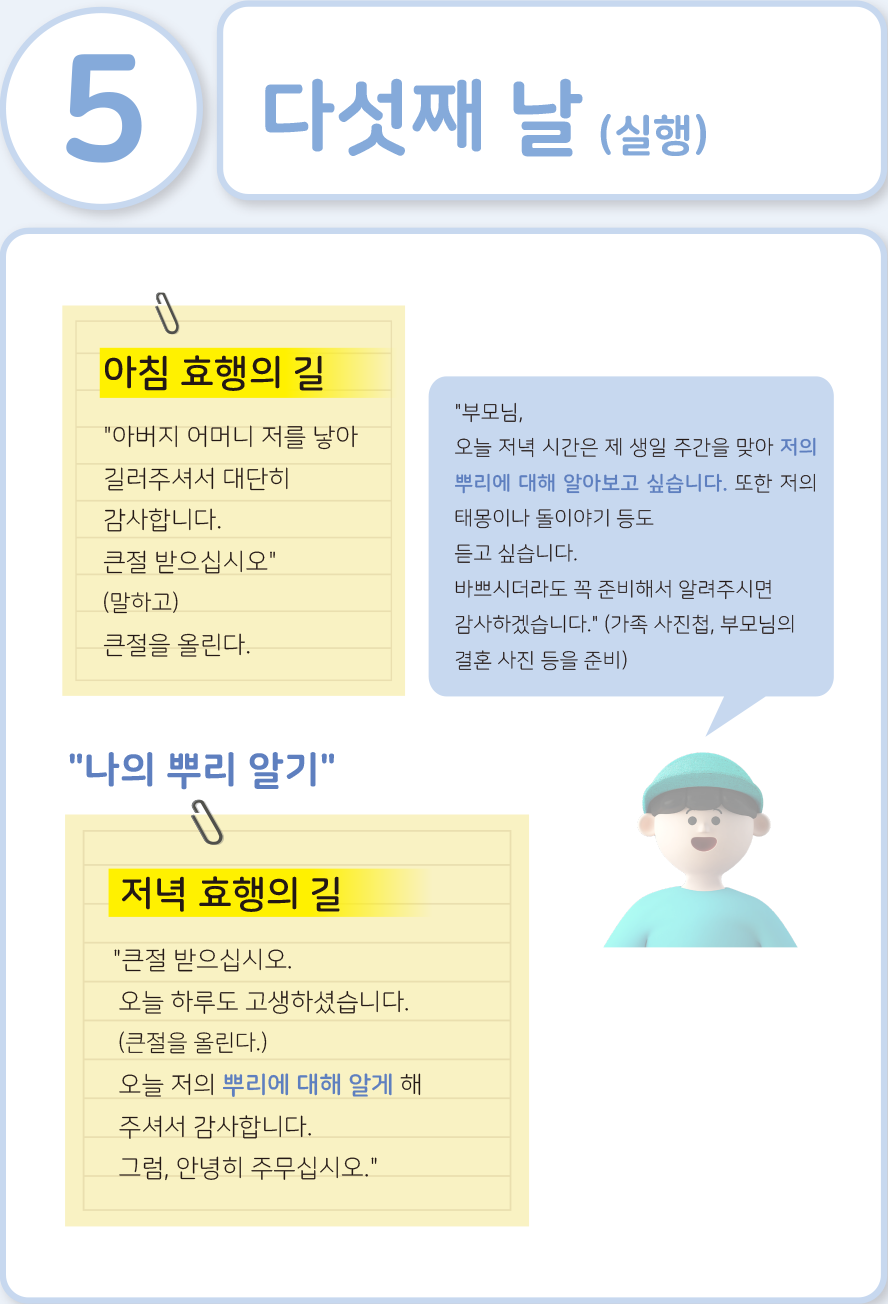 5
다섯째 날 (실행)
아침 효행의 길
"아버지 어머니 저를 낳아
길러주셔서 대단히
감사합니다.
큰절 받으십시오"
(말하고)
큰절을 올린다.
"부모님,
오늘 저녁 시간은 제 생일 주간을 맞아 저의
뿌리에 대해 알아보고 싶습니다. 또한 저의
태몽이나 돌이야기 등도
듣고 싶습니다.
바쁘시더라도 꼭 준비해서 알려주시면
감사하겠습니다." (가족 사진첩, 부모님의
결혼 사진 등을 준비)
"나의 뿌리 알기"
저녁 효행의 길
"큰절 받으십시오.
오늘 하루도 고생하셨습니다.
(큰절을 올린다.)
오늘 저의 뿌리에 대해 알게 해
주셔서 감사합니다.
그럼, 안녕히 주무십시오."